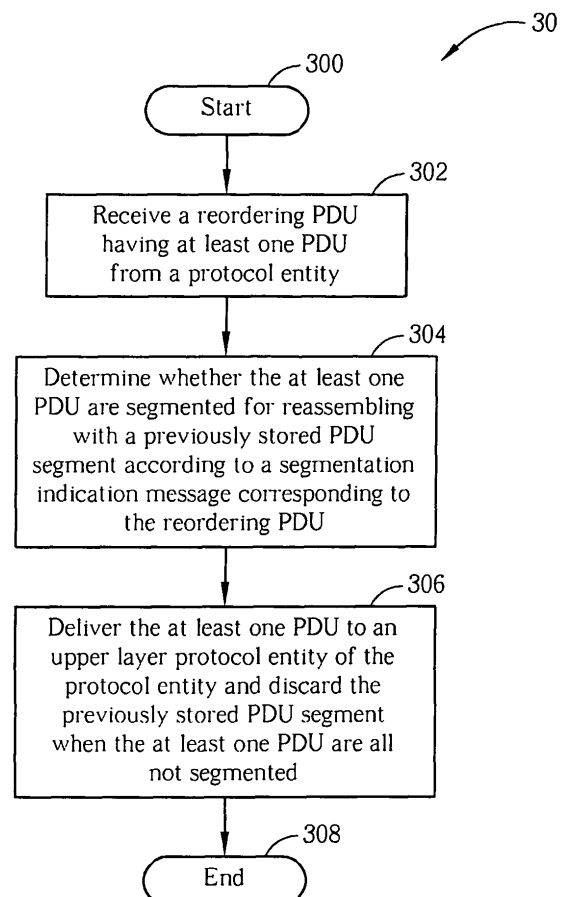 30
300
Start
302
Receive a reordering PDU
having at least one PDU
from a protocol entity
304
Determine whether the at least one
PDU are segmented for reassembling
with a previously stored PDU
segment according to a segmentation
indication message corresponding to
the reordering PDU
306
Deliver the at least one PDU to an
upper layer protocol entity of the
protocol entity and discard the
previously stored PDU segment
when the at least one PDU are all
not segmented
308
End